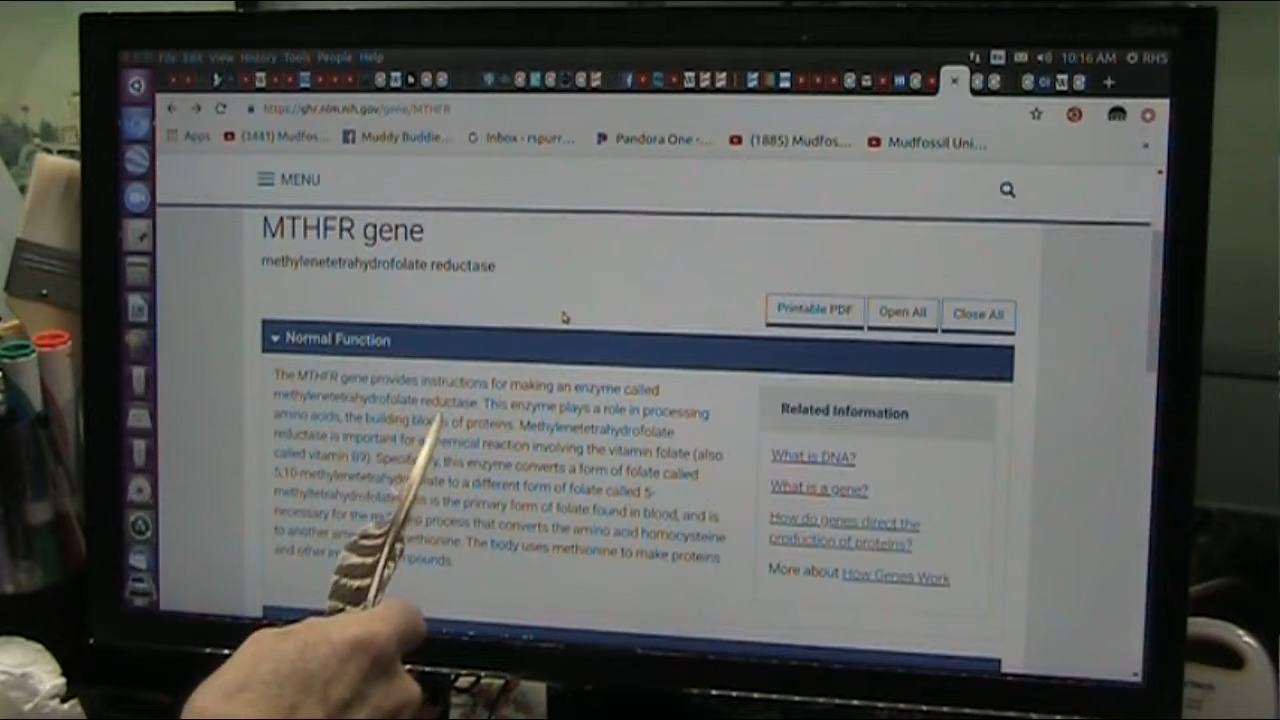 File Edit View History Tools People Help
10:16 AM RHS
https://ghr.nlm.nih.gov/gene/MTHFR
Apps (1441) Mudfos... Muddy Buddie... Inbox - rspurr... Pandora One -... (1885) Mudfos... Mudfossil Uni...
MENU
MTHFR gene
methylenetetrahydrofolate reductase
Printable PDF Open All Close All
Normal Function
The MTHFR gene provides instructions for making an enzyme called
methylenetetrahydrofolate reductase. This enzyme plays a role in processing
amino acids, the building of proteins. Methylenetetrahydrofolate
reductase is important for a chemical reaction involving the vitamin folate (also
called vitamin B9). this enzyme converts a form of folate called
to a different form of folate called 5-
is the primary form of folate found in blood, and is
necessary for the process that converts the amino acid homocysteine
to another The body uses methionine to make proteins
and other
Related Information
What is DNA?
What is a gene?
How do genes direct the
production of proteins?
More about How Genes Work